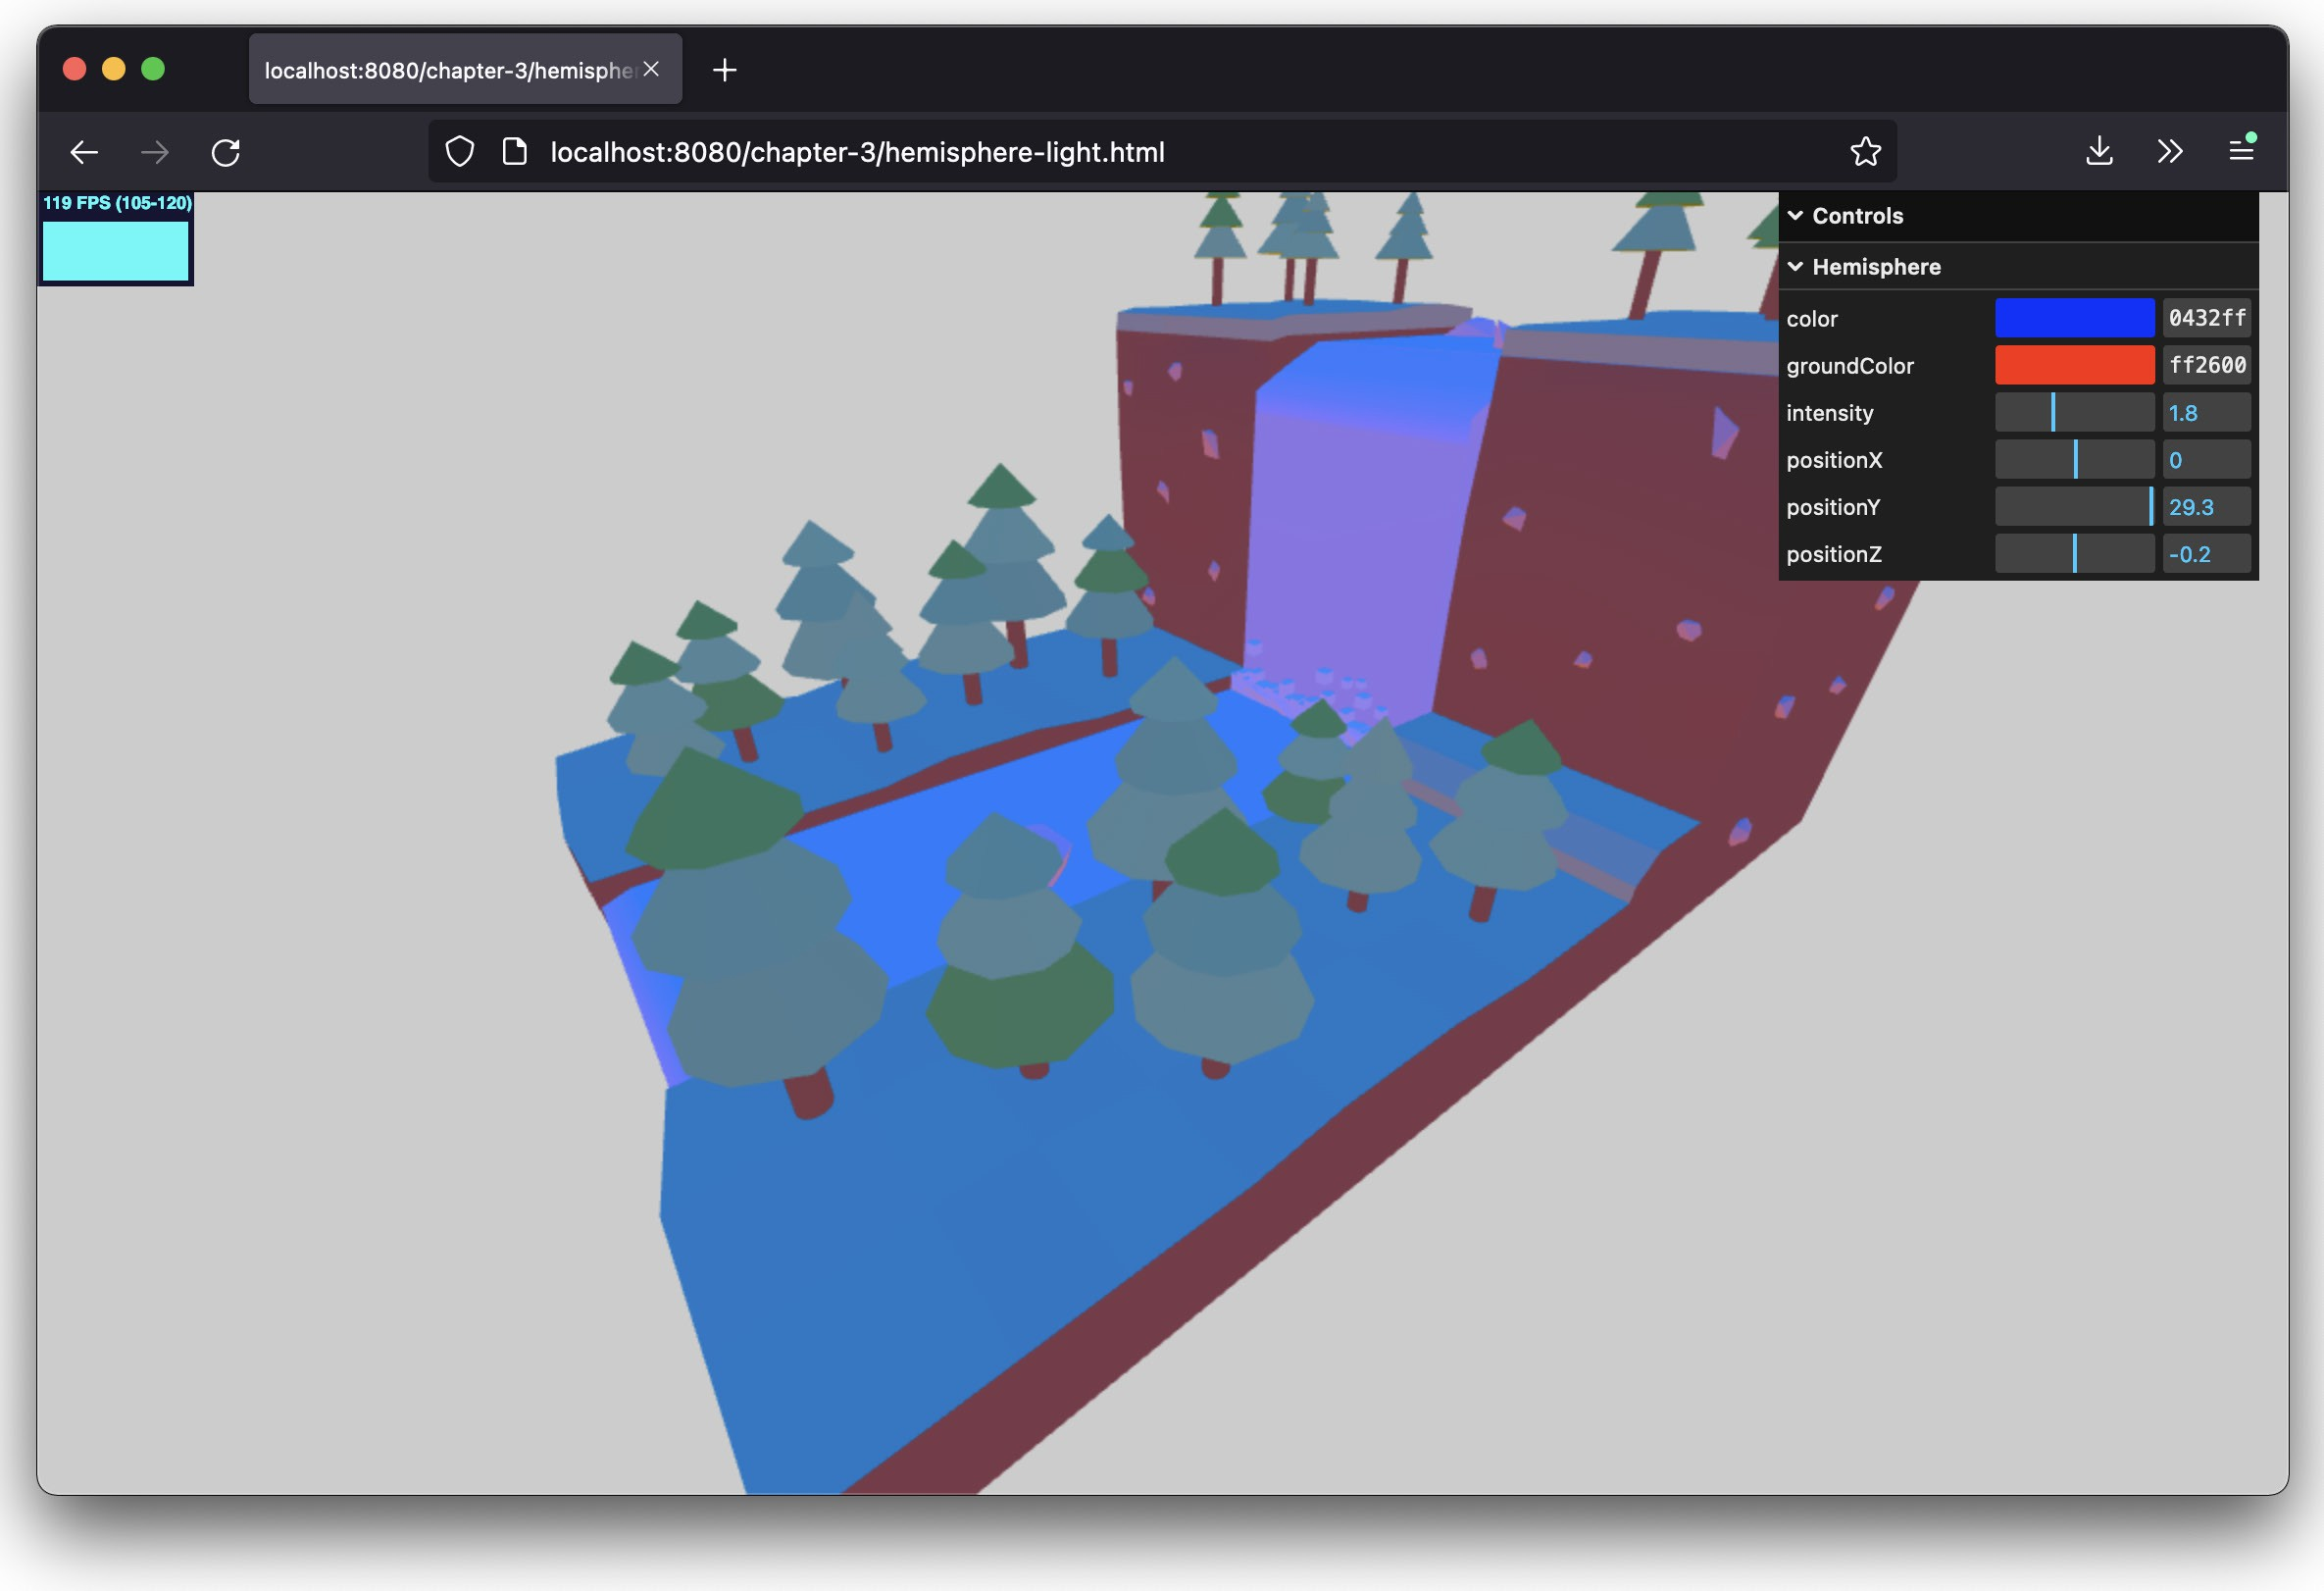 localhost:8080/chapter-3/hemisphe
localhost:8080/chapter-3/hemisphere-light.html
119 FPS (105-120)
Controls
Hemisphere
color 0432ff
groundColor ff2600
intensity 1.8
positionX 0
positionY 29.3
positionZ -0.2